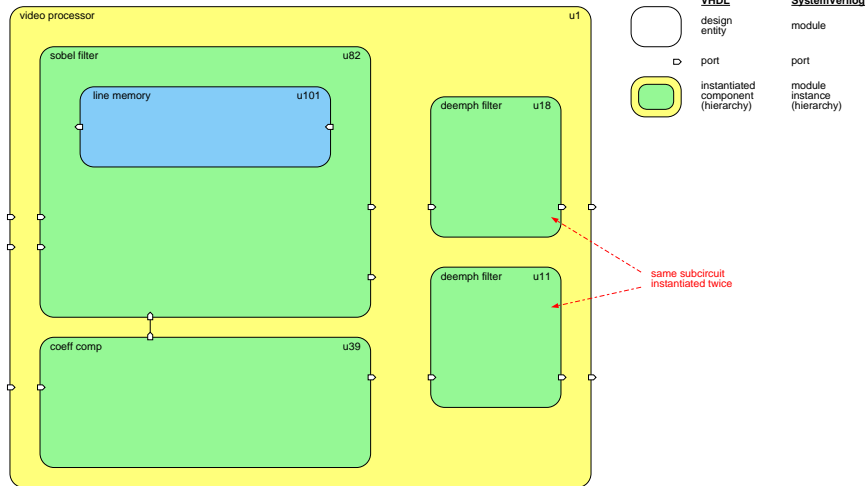 video processor u1
sobel filter u82
line memory u101
deemph filter u18
deemph filter u11
coeff comp u39
same subcircuit
instantiated twice
VHDL SystemVerilog
design
entity
module
port port
instantiated
component
(hierarchy)
module
instance
(hierarchy)